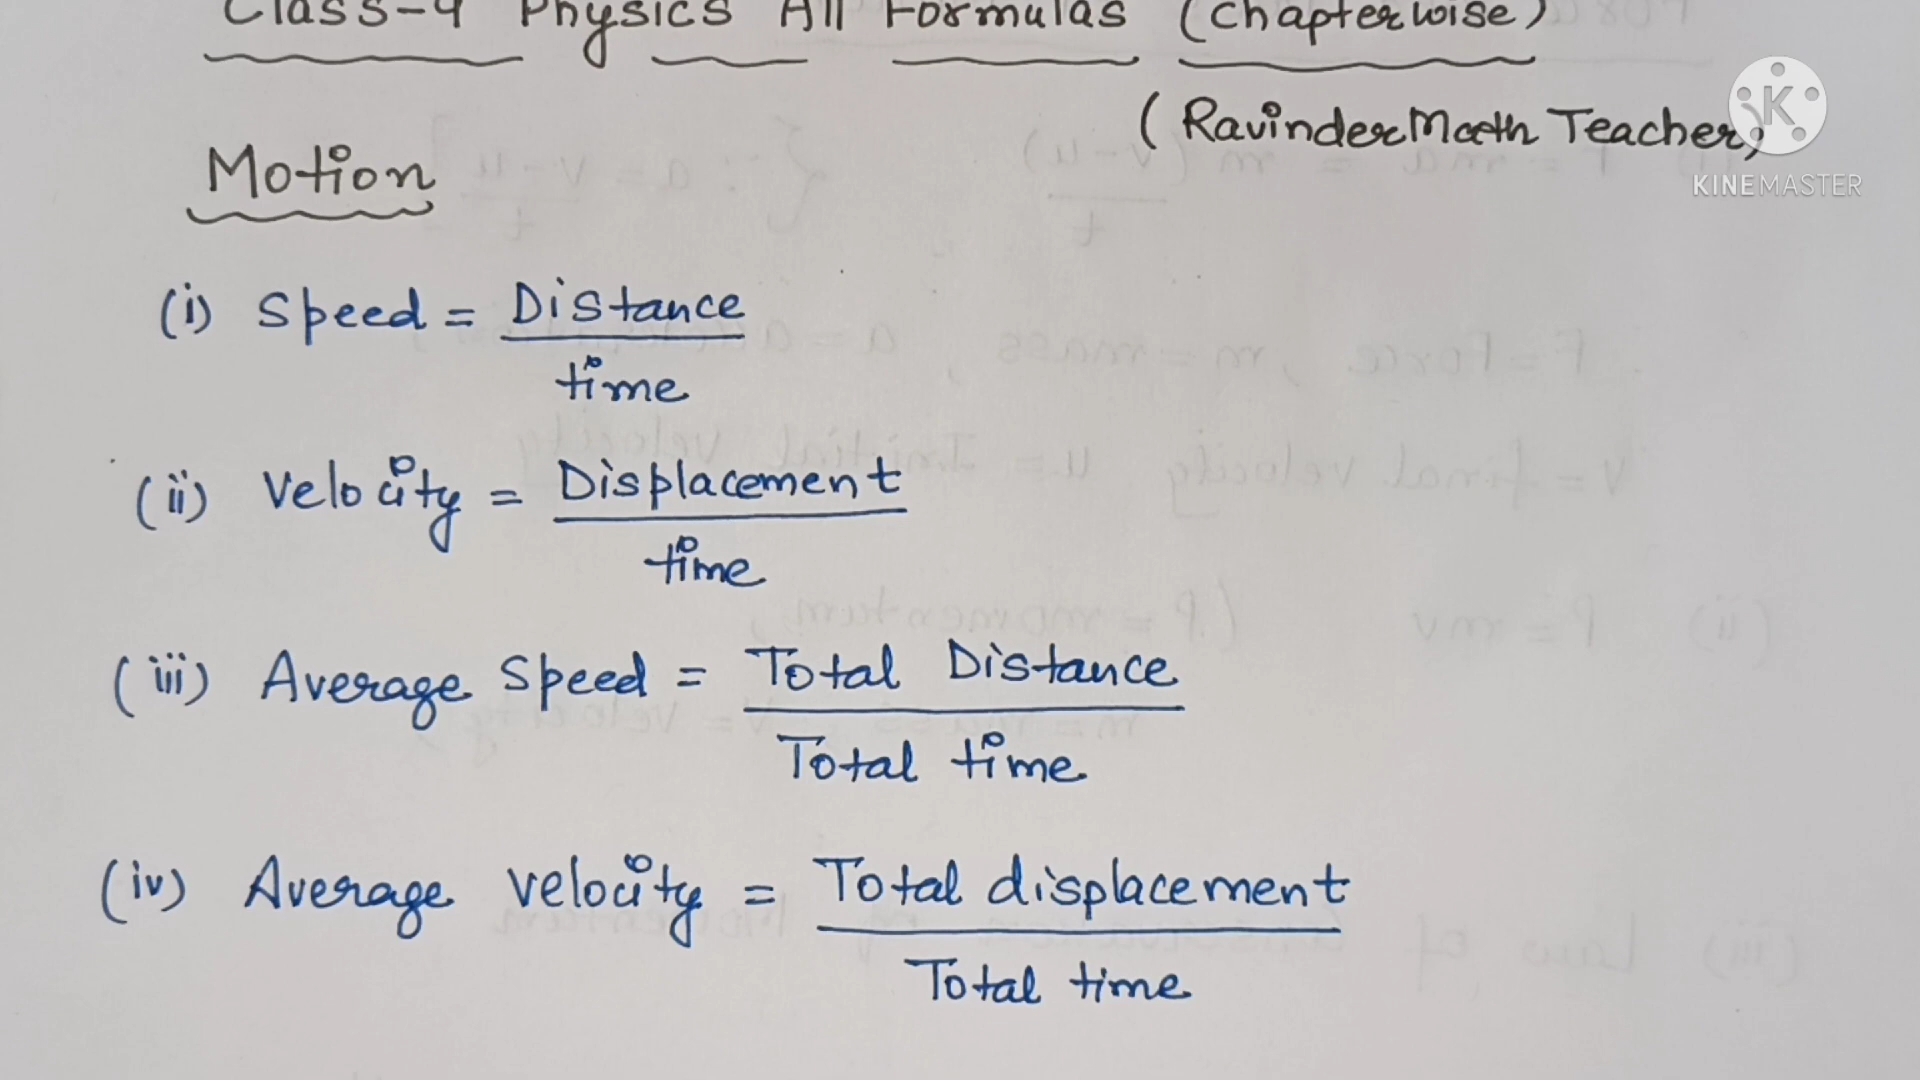 Class-9 Physics All Formulas (Chapterwise)
(Ravinder Math Teacher)
KINEMASTER
Motion
(i) Speed = Distance
time
(ii) Velocity = Displacement
time
(iii) Average Speed = Total Distance
Total time
(iv) Average velocity = Total displacement
Total time